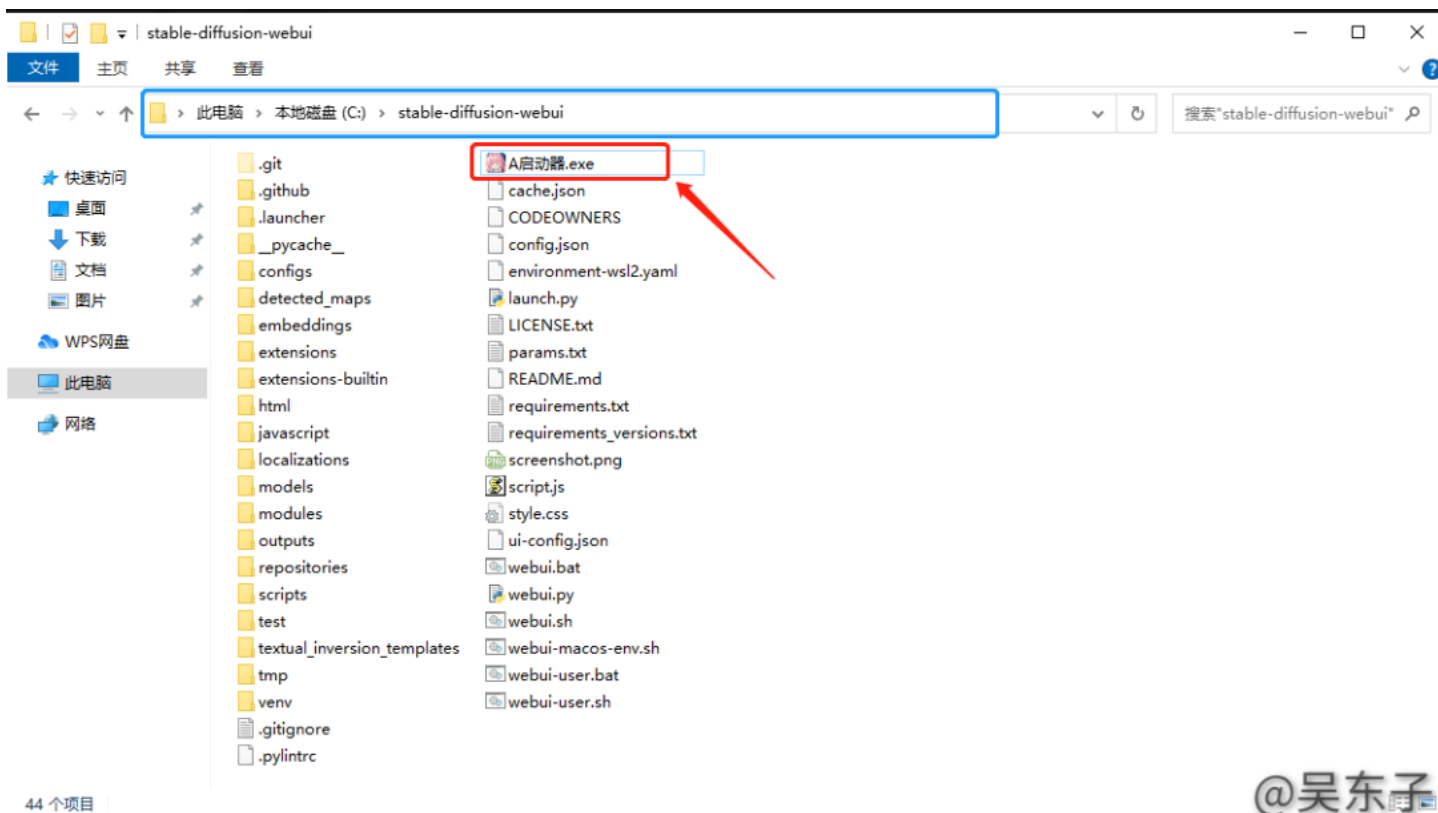 stable-diffusion-webui
文件 主页 共享 查看
此电脑 › 本地磁盘 (C:) › stable-diffusion-webui
搜索"stable-diffusion-webui"
快速访问
桌面
下载
文档
图片
WPS网盘
此电脑
网络
.git
.github
.launcher
__pycache__
configs
detected_maps
embeddings
extensions
extensions-builtin
html
javascript
localizations
models
modules
outputs
repositories
scripts
test
textual_inversion_templates
tmp
venv
.gitignore
.pylintrc
A启动器.exe
cache.json
CODEOWNERS
config.json
environment-wsl2.yaml
launch.py
LICENSE.txt
params.txt
README.md
requirements.txt
requirements_versions.txt
screenshot.png
script.js
style.css
ui-config.json
webui.bat
webui.py
webui.sh
webui-macos-env.sh
webui-user.bat
webui-user.sh
44 个项目
@吴东子